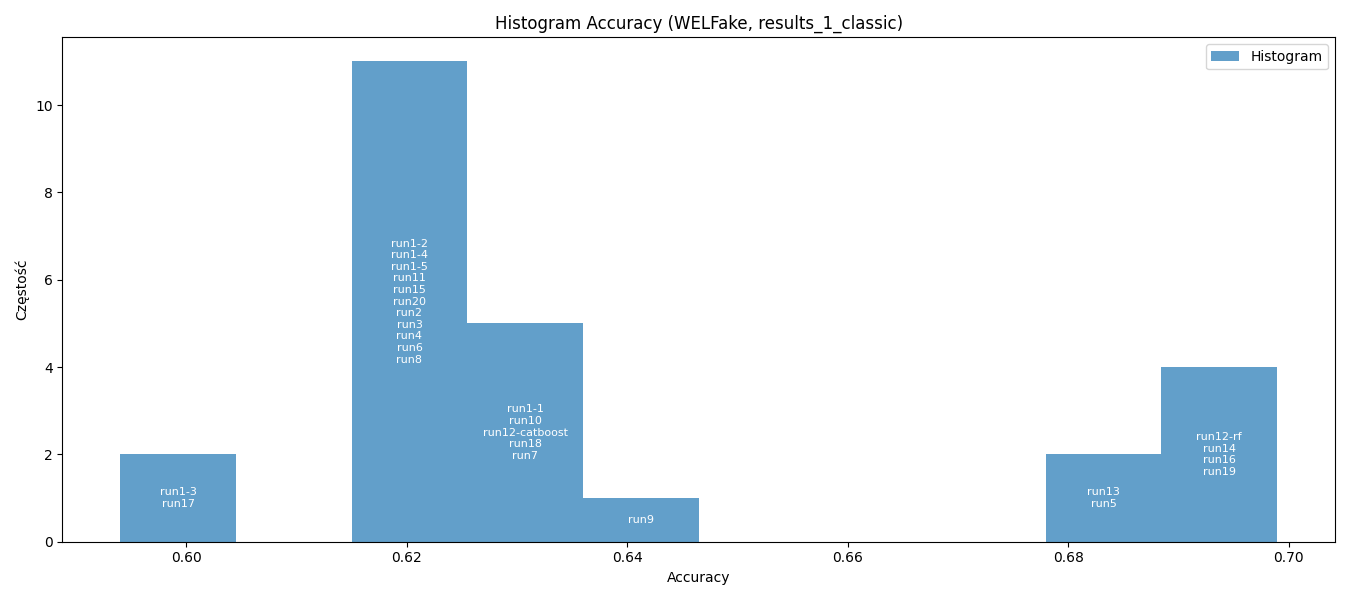 Histogram Accuracy (WELFake, results_1_classic)
Histogram
Częstość
10
8
6
4
2
0
run1-3
run17
run1-2
run1-4
run1-5
run11
run15
run20
run2
run3
run4
run6
run8
run1-1
run10
run12-catboost
run18
run7
run9
run13
run5
run12-rf
run14
run16
run19
0.60
0.62
0.64
0.66
0.68
0.70
Accuracy